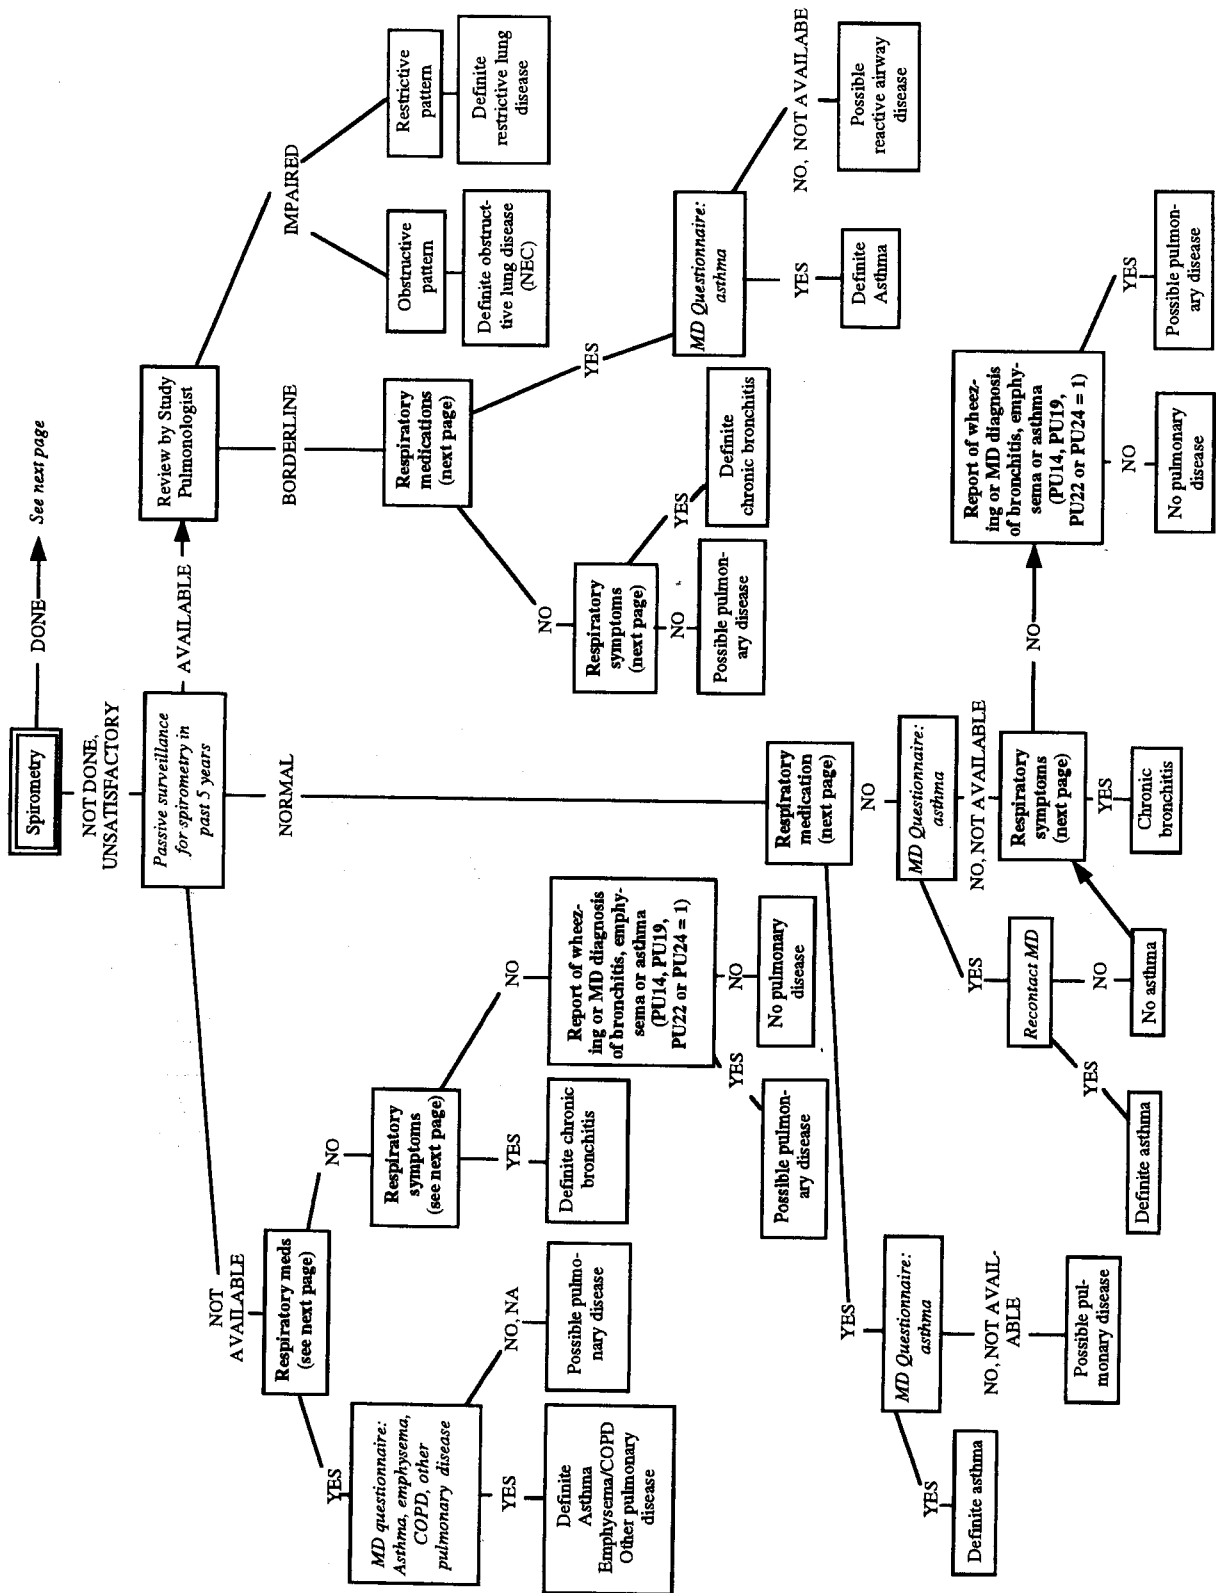 Spirometry
DONE
See next page
NOT DONE,
UNSATISFACTORY
Passive surveillance
for spirometry in
past 5 years
AVAILABLE
Review by Study
Pulmonologist
NOT
AVAILABLE
NORMAL
BORDERLINE
IMPAIRED
Respiratory meds
(see next page)
YES
NO
MD questionnaire:
Asthma, emphysema,
COPD, other
pulmonary disease
YES
NO, NA
Definite
Asthma
Emphysema/COPD
Other pulmonary
disease
Possible pulmo-
nary disease
Respiratory
symptoms
(see next page)
YES
NO
Definite chronic
bronchitis
Report of wheez-
ing or MD diagnosis
of bronchitis, emphy-
sema or asthma
(PU14, PU19,
PU22 or PU24 = 1)
YES
NO
Possible pulmon-
ary disease
No pulmonary
disease
Respiratory
medications
(next page)
NO
YES
Respiratory
symptoms
(next page)
NO
YES
Possible pulmon-
ary disease
Definite
chronic bronchitis
Obstructive
pattern
Definite obstruct-
tive lung disease
(NEC)
Restrictive
pattern
Definite
restrictive lung
disease
MD Questionnaire:
asthma
YES
NO, NOT AVAILABE
Definite
Asthma
Possible
reactive airway
disease
Respiratory
medication
(next page)
YES
NO
MD Questionnaire:
asthma
YES
NO, NOT AVAIL-
ABLE
Definite asthma
Possible pul-
monary disease
MD Questionnaire:
asthma
YES
NO, NOT AVAILABLE
Recontact MD
YES
NO
Definite asthma
No asthma
Respiratory
symptoms
(next page)
YES
NO
Chronic
bronchitis
Report of wheez-
ing or MD diagnosis
of bronchitis, emphy-
sema or asthma
(PU14, PU19,
PU22 or PU24 = 1)
NO
YES
No pulmonary
disease
Possible pulmon-
ary disease